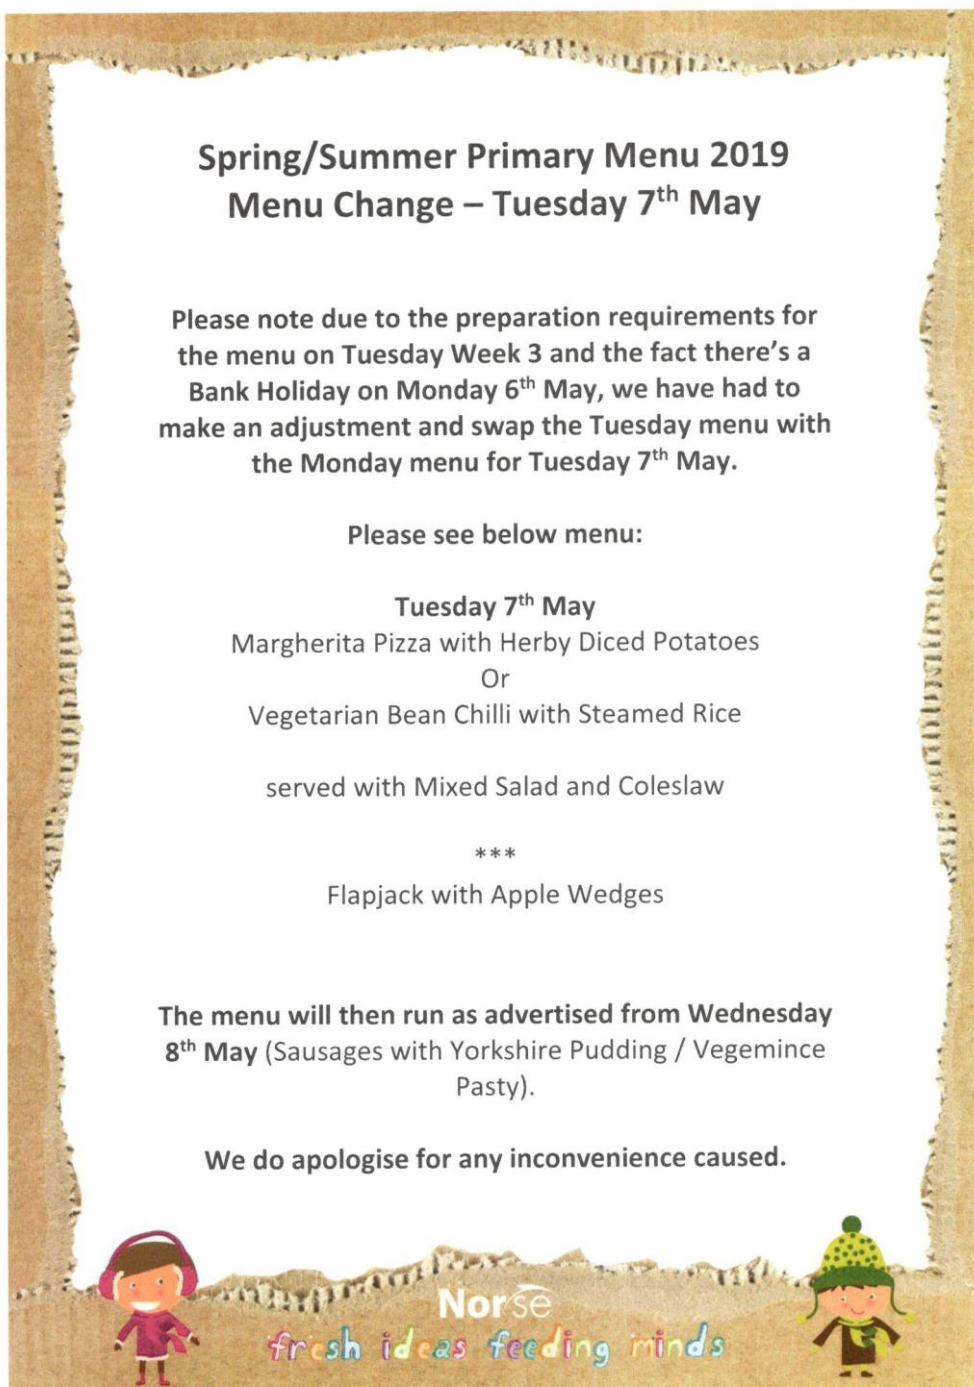 Spring/Summer Primary Menu 2019
Menu Change – Tuesday 7th May
Please note due to the preparation requirements for
the menu on Tuesday Week 3 and the fact there's a
Bank Holiday on Monday 6th May, we have had to
make an adjustment and swap the Tuesday menu with
the Monday menu for Tuesday 7th May.
Please see below menu:
Tuesday 7th May
Margherita Pizza with Herby Diced Potatoes
Or
Vegetarian Bean Chilli with Steamed Rice
served with Mixed Salad and Coleslaw
***
Flapjack with Apple Wedges
The menu will then run as advertised from Wednesday
8th May (Sausages with Yorkshire Pudding / Vegemince
Pasty).
We do apologise for any inconvenience caused.
Norse
fresh ideas feeding minds